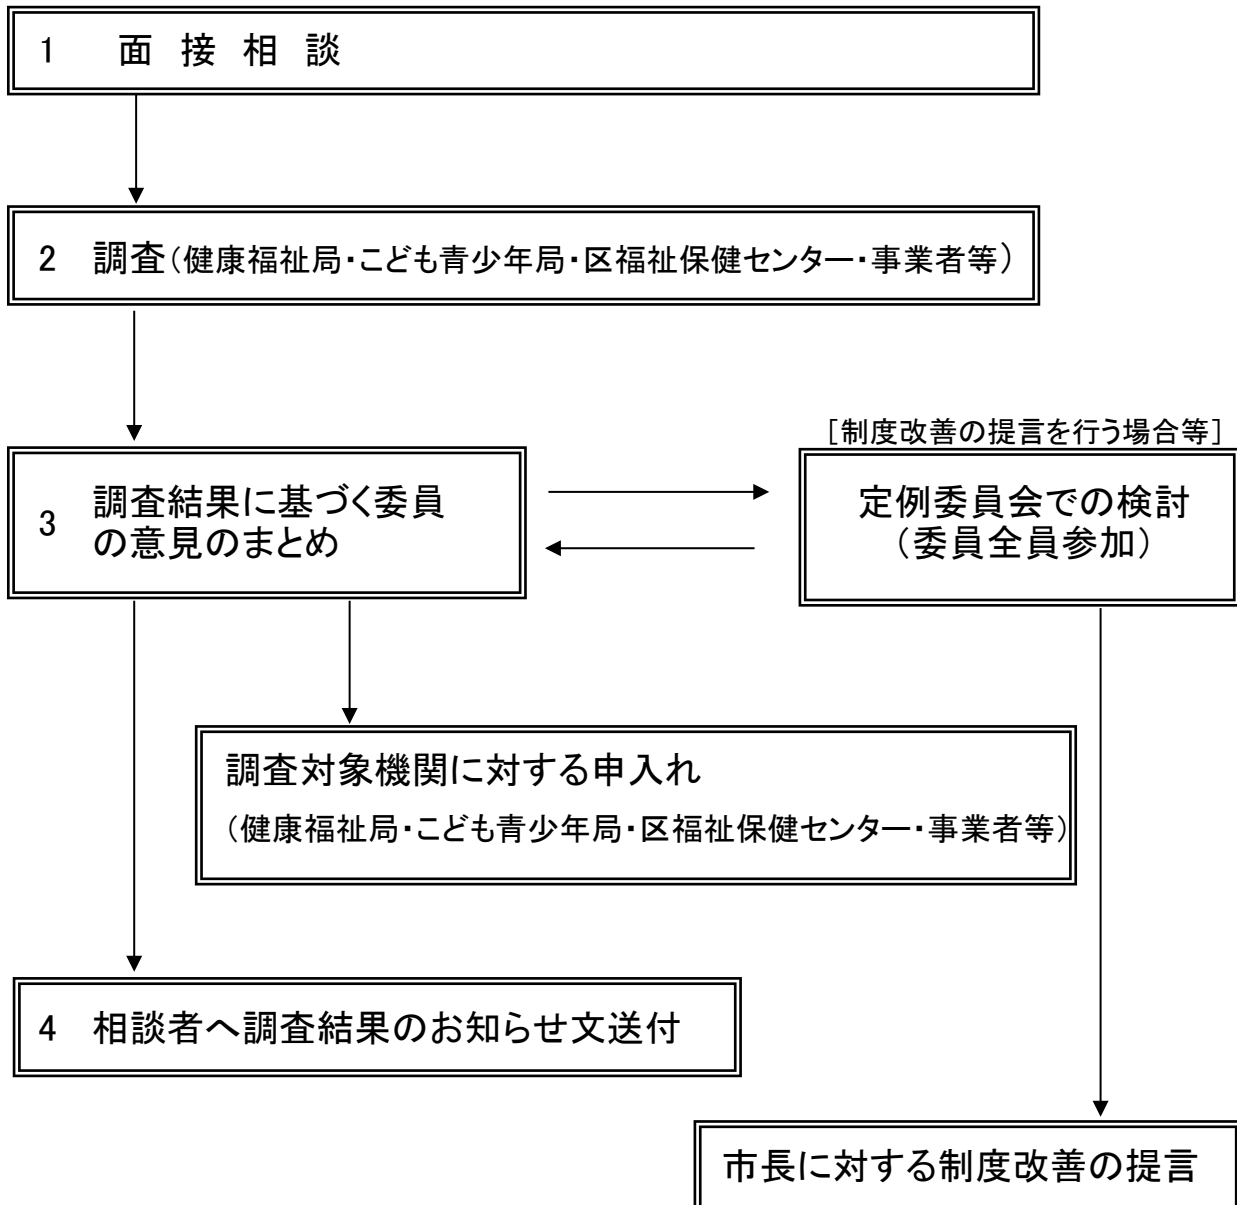 1 面 接 相 談
2 調査(健康福祉局・こども青少年局・区福祉保健センター・事業者等)
[制度改善の提言を行う場合等]
3 調査結果に基づく委員
の意見のまとめ
定例委員会での検討
(委員全員参加)
調査対象機関に対する申入れ
(健康福祉局・こども青少年局・区福祉保健センター・事業者等)
4 相談者へ調査結果のお知らせ文送付
市長に対する制度改善の提言